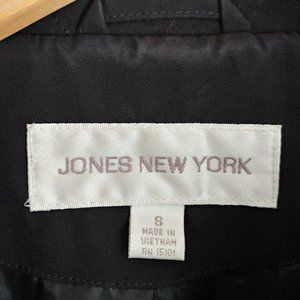 JONES NEW YORK
S
MADE IN
VIETNAM
RN 15101